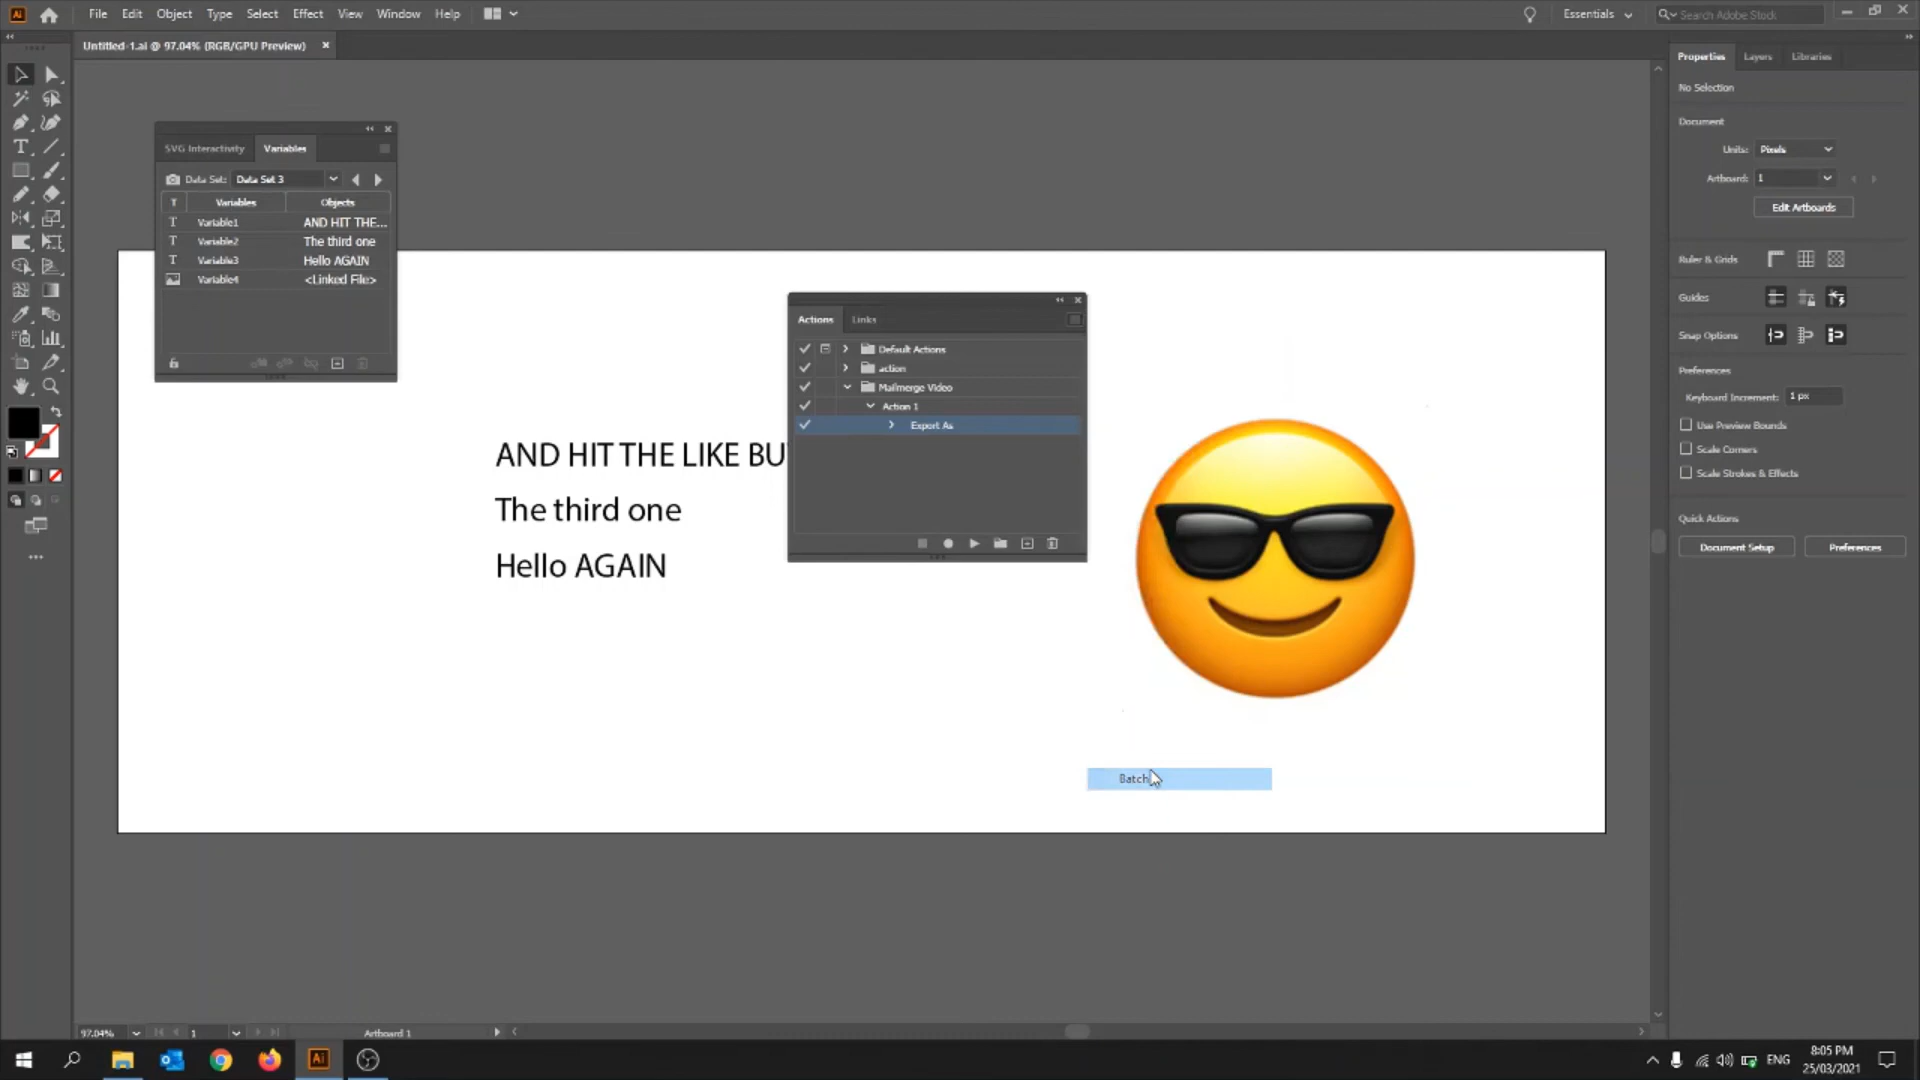 File Edit Object Type Select Effect View Window Help
Essentials
Search Adobe Stock
Untitled-1.ai @ 97.04% (RGB/GPU Preview)
SVG Interactivity Variables
Data Set: Data Set 3
T Variables Objects
T Variable1 AND HIT THE...
T Variable2 The third one
T Variable3 Hello AGAIN
Variable4 <Linked File>
Actions Links
Default Actions
action
Mailmerge Video
Action 1
Export As
AND HIT THE LIKE BU
The third one
Hello AGAIN
Batch
Properties Layers Libraries
No Selection
Document
Units: Pixels
Artboard: 1
Edit Artboards
Ruler & Grids
Guides
Snap Options
Preferences
Keyboard Increment: 1 px
Use Preview Bounds
Scale Corners
Scale Strokes & Effects
Quick Actions
Document Setup Preferences
97.04% 1 Artboard 1
Ai
ENG
8:05 PM
25/03/2021